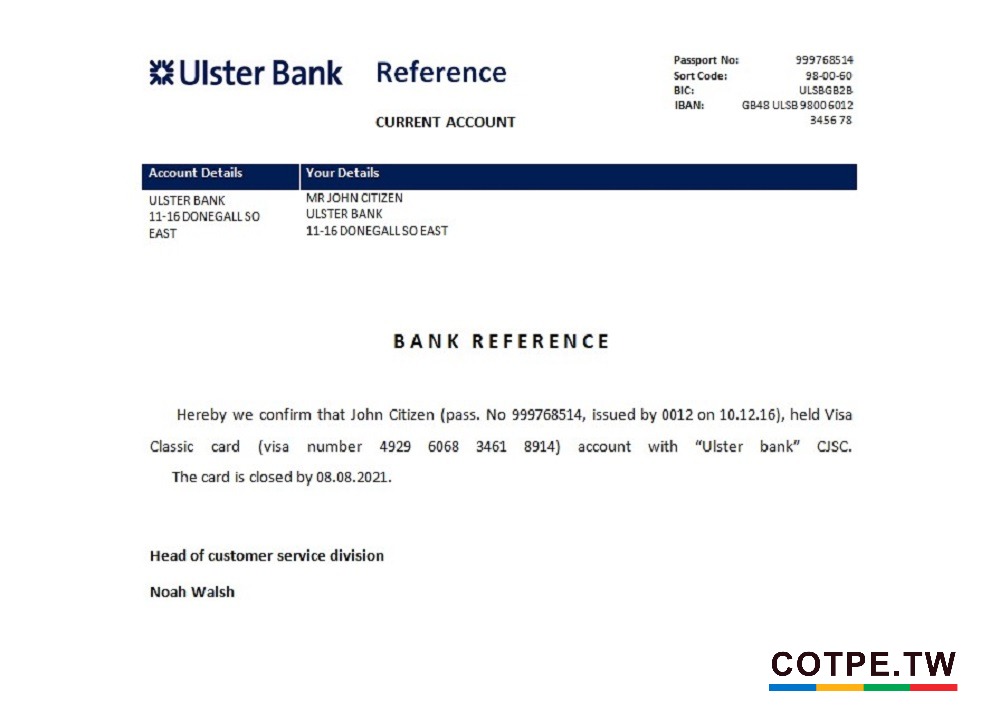 Ulster Bank
Reference
CURRENT ACCOUNT
Passport No: 999768514
Sort Code: 98-00-60
BIC: ULSBGB2B
IBAN: GB48 ULSB 98006012
3456 78
Account Details
ULSTER BANK
11-16 DONEGALL SO
EAST
Your Details
MR JOHN CITIZEN
ULSTER BANK
11-16 DONEGALL SO EAST
BANK REFERENCE
Hereby we confirm that John Citizen (pass. No 999768514, issued by 0012 on 10.12.16), held Visa
Classic card (visa number 4929 6068 3461 8914) account with “Ulster bank” CJSC.
The card is closed by 08.08.2021.
Head of customer service division
Noah Walsh
COTPE.TW